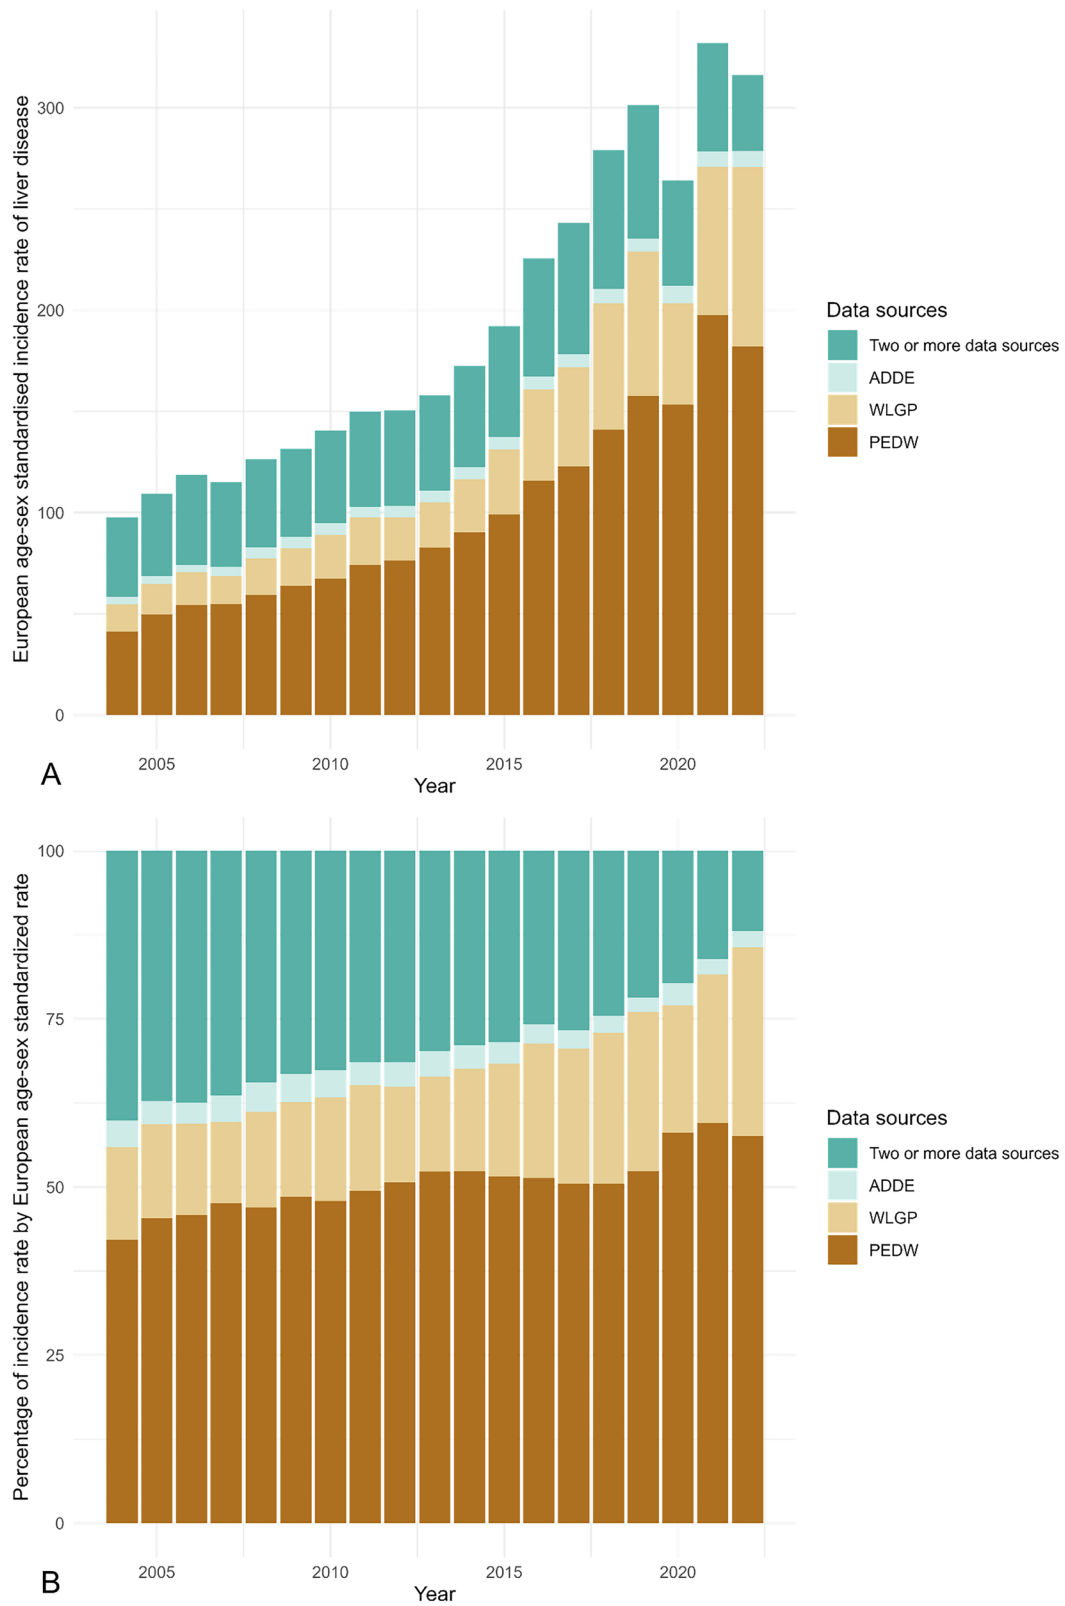 European age-sex standardised incidence rate of liver disease
300
200
100
0
2005 2010 2015 2020
Year
A
Data sources
Two or more data sources
ADDE
WLGP
PEDW
Percentage of incidence rate by European age-sex standardized rate
100
75
50
25
0
2005 2010 2015 2020
Year
B
Data sources
Two or more data sources
ADDE
WLGP
PEDW